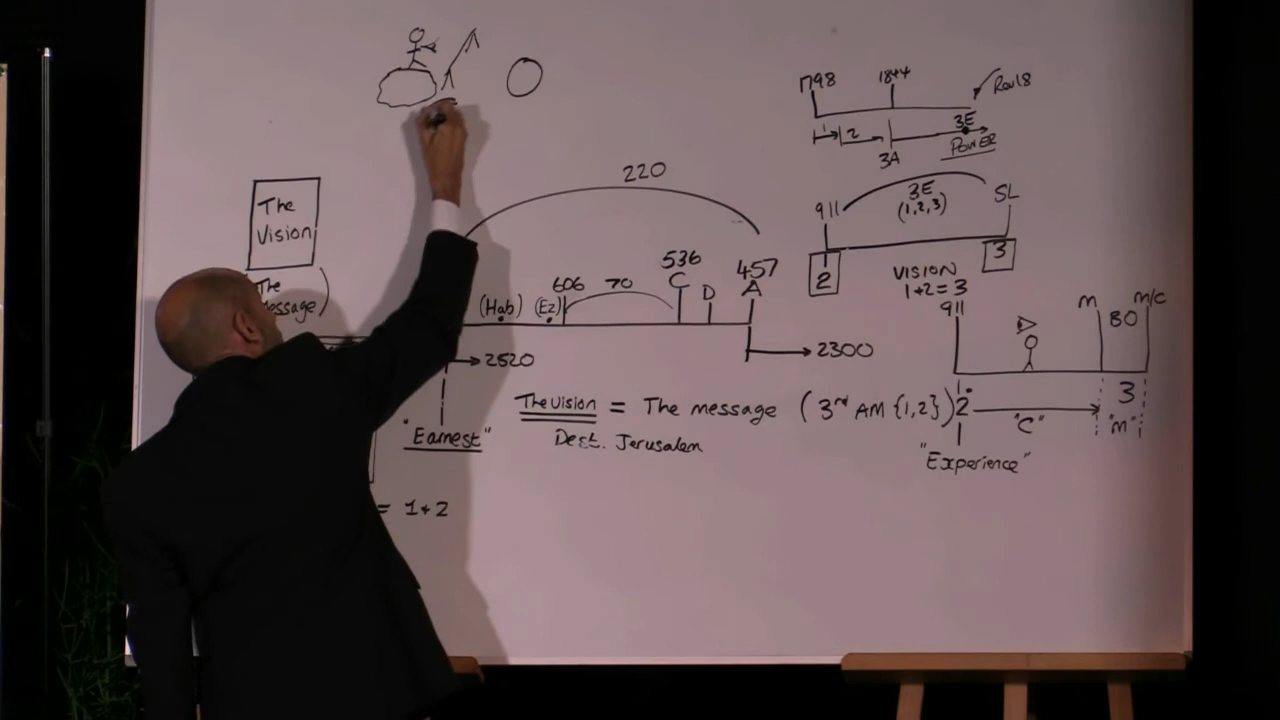 The
Vision
(The
message)
220
(Hab)
(Ez)
606
70
536
C
D
457
A
2520
2300
"Earnest"
The vision = The message (3rd AM {1,2})
Dest. Jerusalem
= 1+2
1798
1844
Rev18
1
2
3E
3A
POWER
911
3E
(1,2,3)
SL
2
3
VISION
1+2=3
911
M
80
M/C
2
"C"
3
"m"
"Experience"